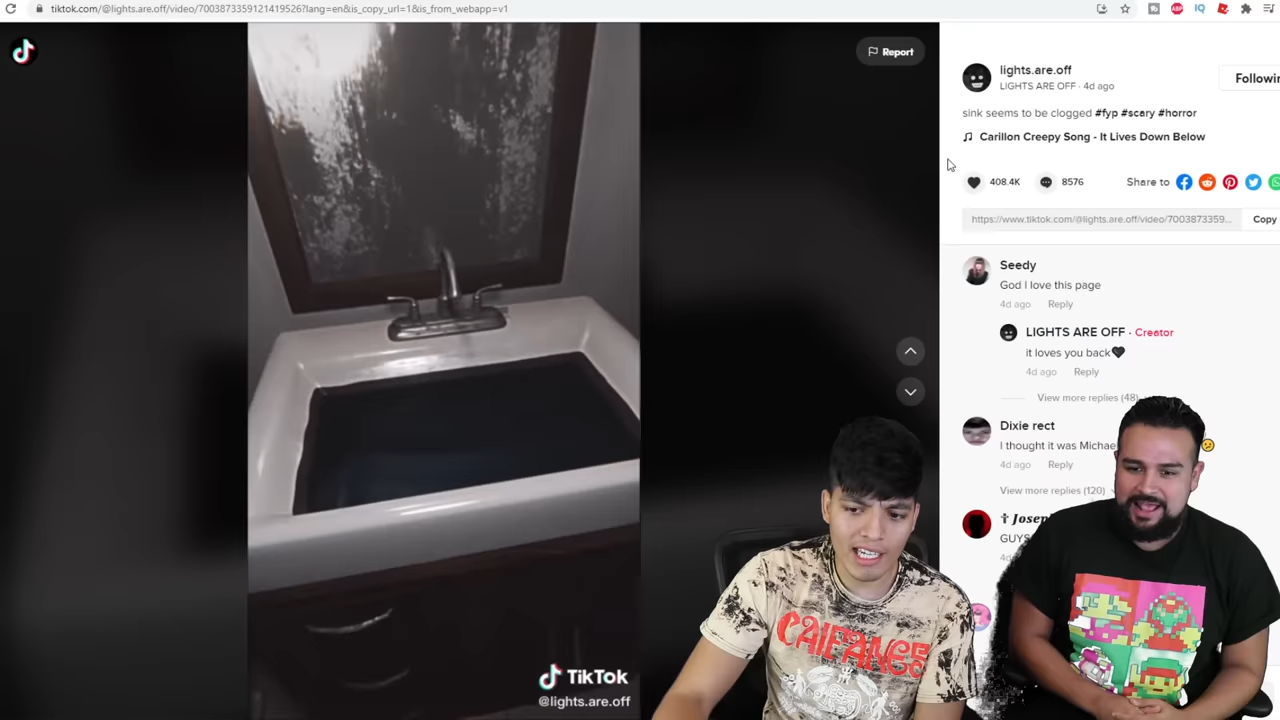 tiktok.com/@lights.are.off/video/7003873359121419526?lang=en&is_copy_url=1&is_from_webapp=v1
Report
lights.are.off
LIGHTS ARE OFF · 4d ago
Followin
sink seems to be clogged #fyp #scary #horror
Carillon Creepy Song - It Lives Down Below
408.4K
8576
Share to
https://www.tiktok.com/@lights.are.off/video/7003873359...
Copy
Seedy
God I love this page
4d ago Reply
LIGHTS ARE OFF · Creator
it loves you back🖤
4d ago Reply
View more replies (48)
Dixie rect
I thought it was Michae
4d ago Reply
View more replies (120)
† Josep
GUYS
4d
CAIFANES
TikTok
@lights.are.off